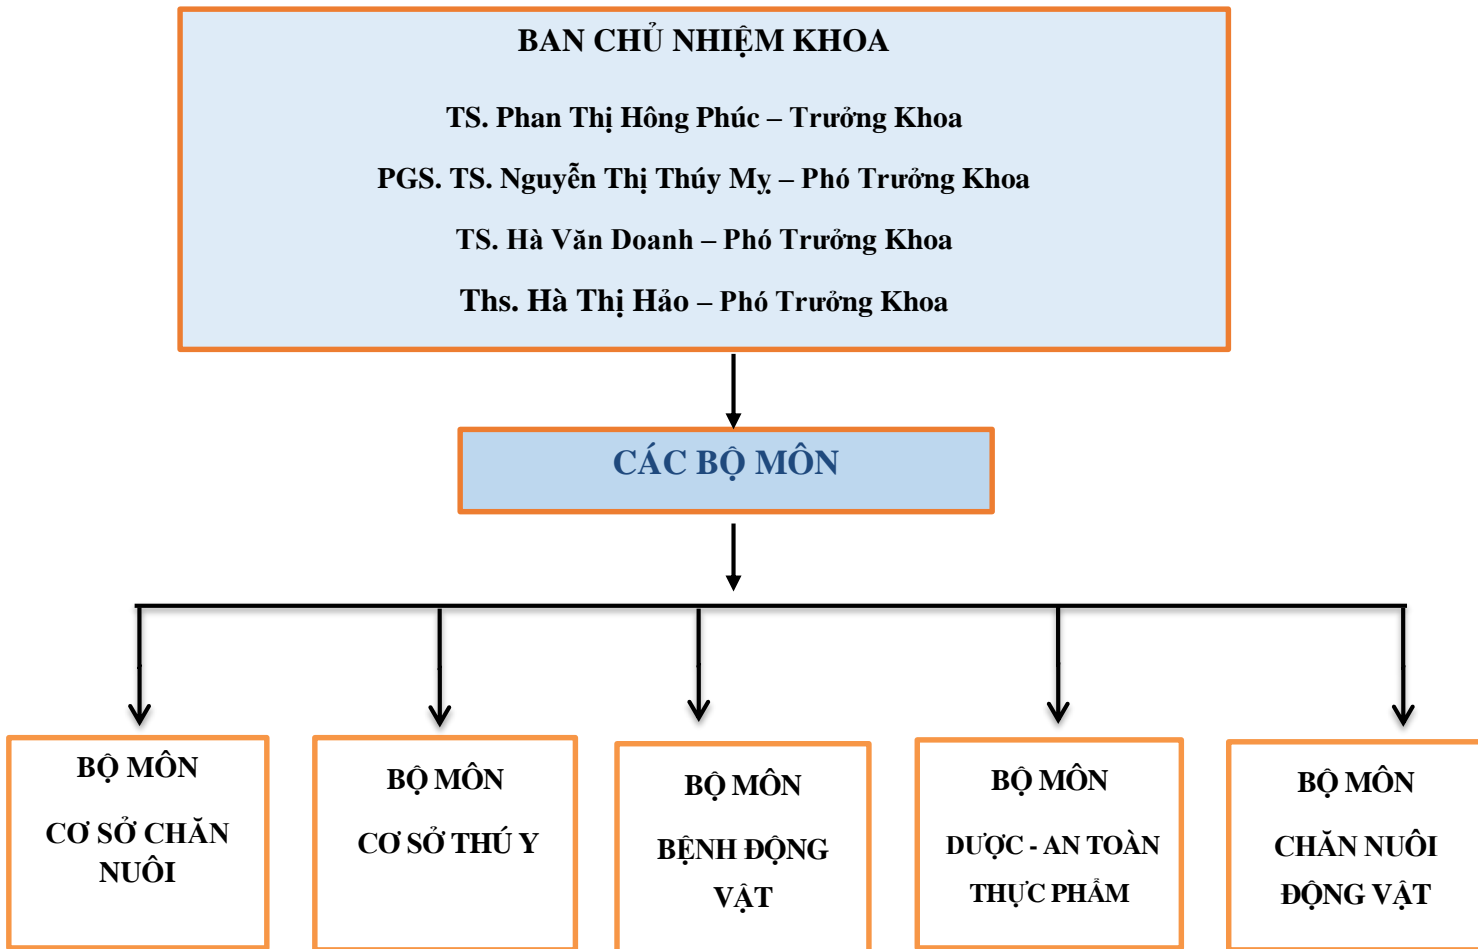 BAN CHỦ NHIỆM KHOA
TS. Phan Thị Hông Phúc – Trưởng Khoa
PGS. TS. Nguyễn Thị Thúy Mỵ – Phó Trưởng Khoa
TS. Hà Văn Doanh – Phó Trưởng Khoa
Ths. Hà Thị Hảo – Phó Trưởng Khoa
CÁC BỘ MÔN
BỘ MÔN
CƠ SỞ CHĂN
NUÔI
BỘ MÔN
CƠ SỞ THÚ Y
BỘ MÔN
BỆNH ĐỘNG
VẬT
BỘ MÔN
DƯỢC - AN TOÀN
THỰC PHẨM
BỘ MÔN
CHĂN NUÔI
ĐỘNG VẬT